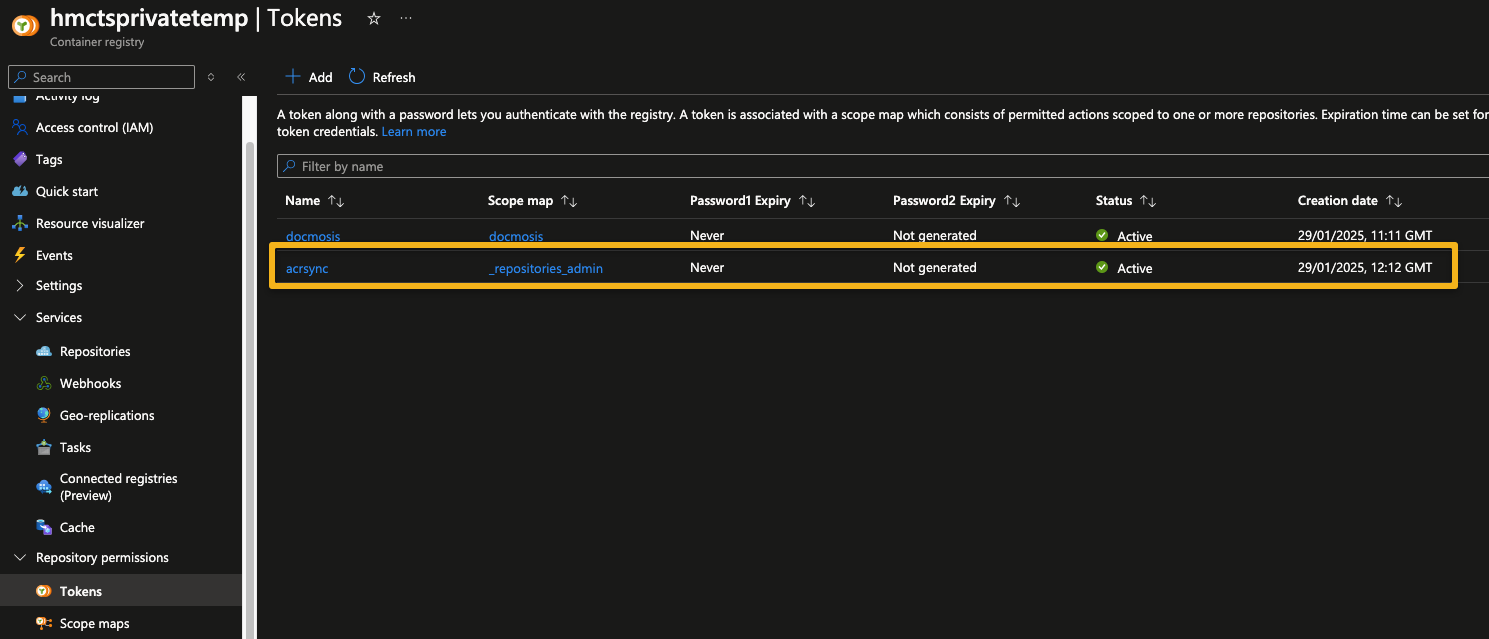 hmctsprivatetemp | Tokens
Container registry
Search
Activity log
Access control (IAM)
Tags
Quick start
Resource visualizer
Events
Settings
Services
Repositories
Webhooks
Geo-replications
Tasks
Connected registries
(Preview)
Cache
Repository permissions
Tokens
Scope maps
Add Refresh
A token along with a password lets you authenticate with the registry. A token is associated with a scope map which consists of permitted actions scoped to one or more repositories. Expiration time can be set for
token credentials. Learn more
Filter by name
Name Scope map Password1 Expiry Password2 Expiry Status Creation date
docmosis docmosis Never Not generated Active 29/01/2025, 11:11 GMT
acrsync _repositories_admin Never Not generated Active 29/01/2025, 12:12 GMT